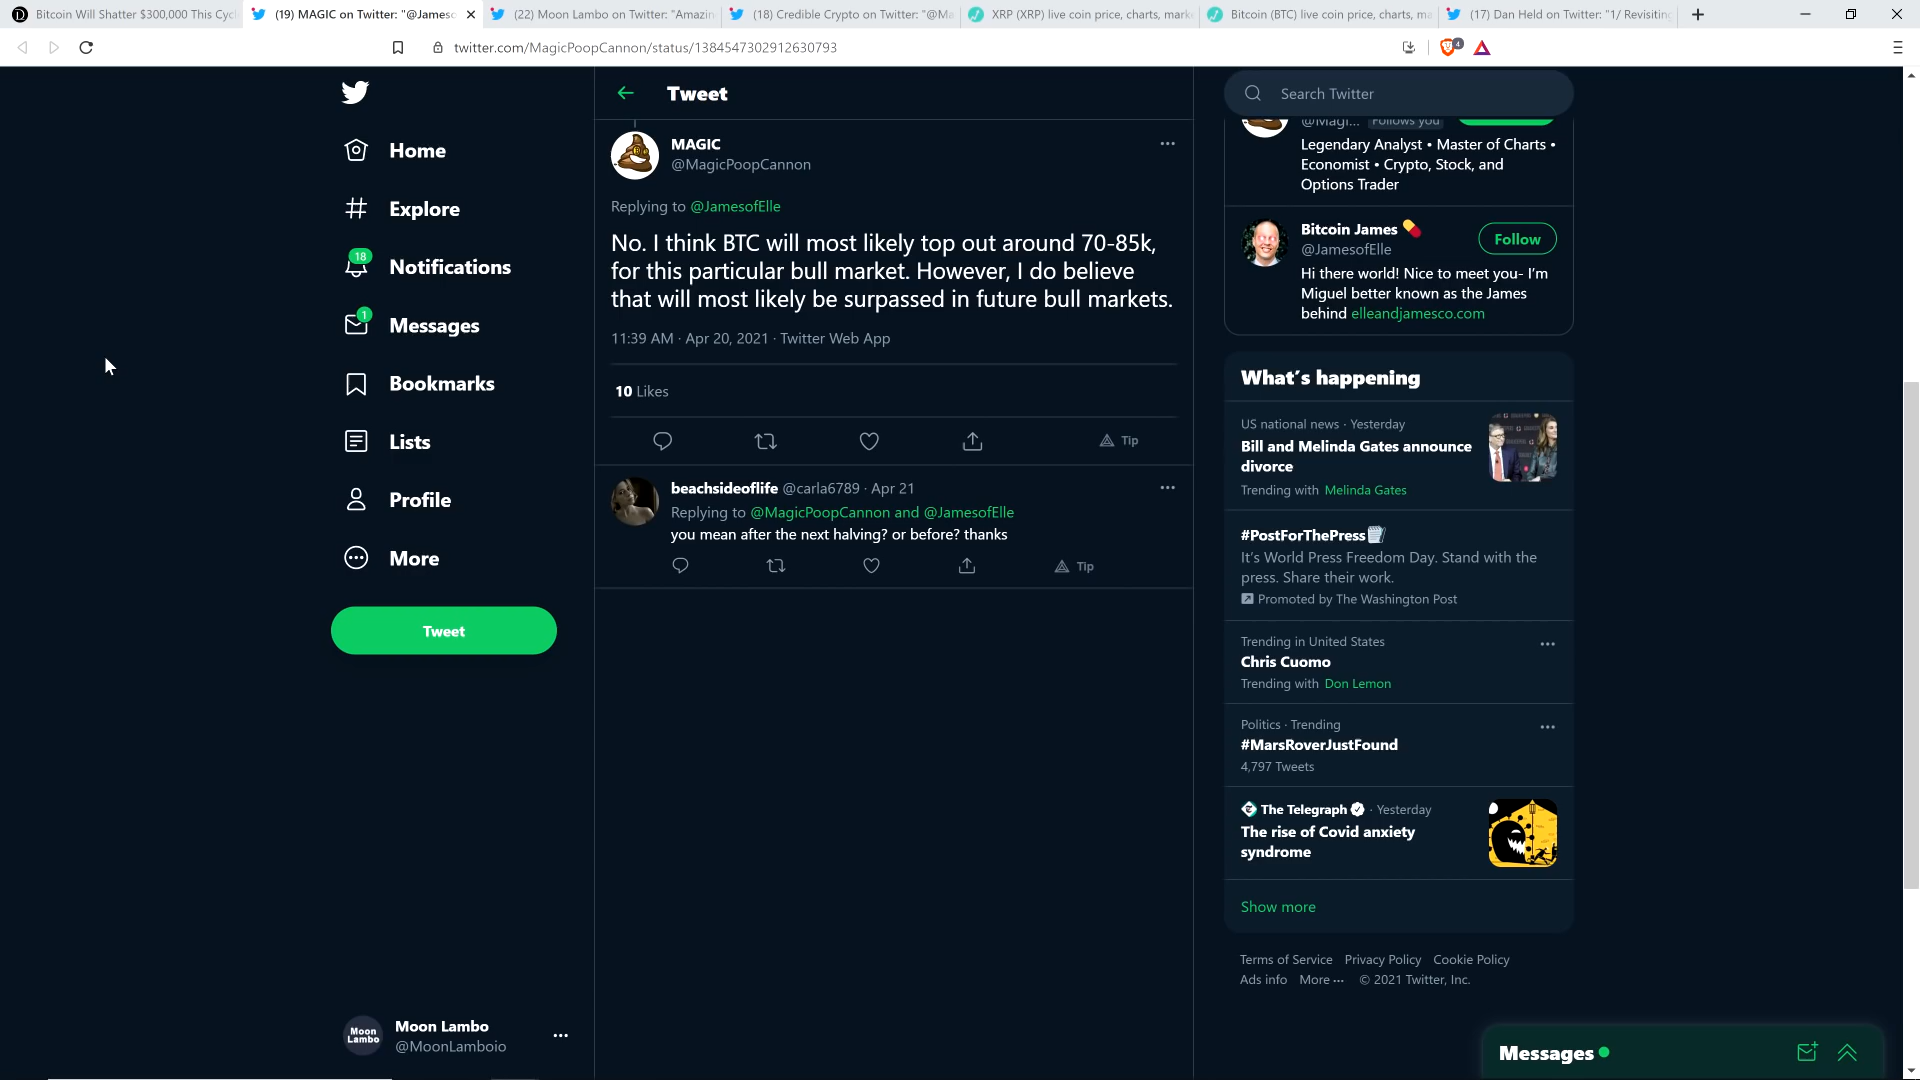 Bitcoin Will Shatter $300,000 This Cyc
(19) MAGIC on Twitter: "@Jameso
(22) Moon Lambo on Twitter: "Amazin
(18) Credible Crypto on Twitter: "@Ma
XRP (XRP) live coin price, charts, mark
Bitcoin (BTC) live coin price, charts, ma
(17) Dan Held on Twitter: "1/ Revisiting
twitter.com/MagicPoopCannon/status/1384547302912630793
4
Home
Explore
18
Notifications
1
Messages
Bookmarks
Lists
Profile
More
Tweet
Moon Lambo
Moon Lambo
@MoonLamboio
Tweet
MAGIC
@MagicPoopCannon
Replying to @JamesofElle
No. I think BTC will most likely top out around 70-85k,
for this particular bull market. However, I do believe
that will most likely be surpassed in future bull markets.
11:39 AM · Apr 20, 2021 · Twitter Web App
10 Likes
Tip
beachsideoflife @carla6789 · Apr 21
Replying to @MagicPoopCannon and @JamesofElle
you mean after the next halving? or before? thanks
Tip
Search Twitter
@Magi... Follows you
Legendary Analyst • Master of Charts •
Economist • Crypto, Stock, and
Options Trader
Bitcoin James
@JamesofElle
Follow
Hi there world! Nice to meet you- I'm
Miguel better known as the James
behind elleandjamesco.com
What's happening
US national news · Yesterday
Bill and Melinda Gates announce
divorce
Trending with Melinda Gates
#PostForThePress
It's World Press Freedom Day. Stand with the
press. Share their work.
Promoted by The Washington Post
Trending in United States
Chris Cuomo
Trending with Don Lemon
Politics · Trending
#MarsRoverJustFound
4,797 Tweets
The Telegraph · Yesterday
The rise of Covid anxiety
syndrome
Show more
Terms of Service Privacy Policy Cookie Policy
Ads info More ··· © 2021 Twitter, Inc.
Messages